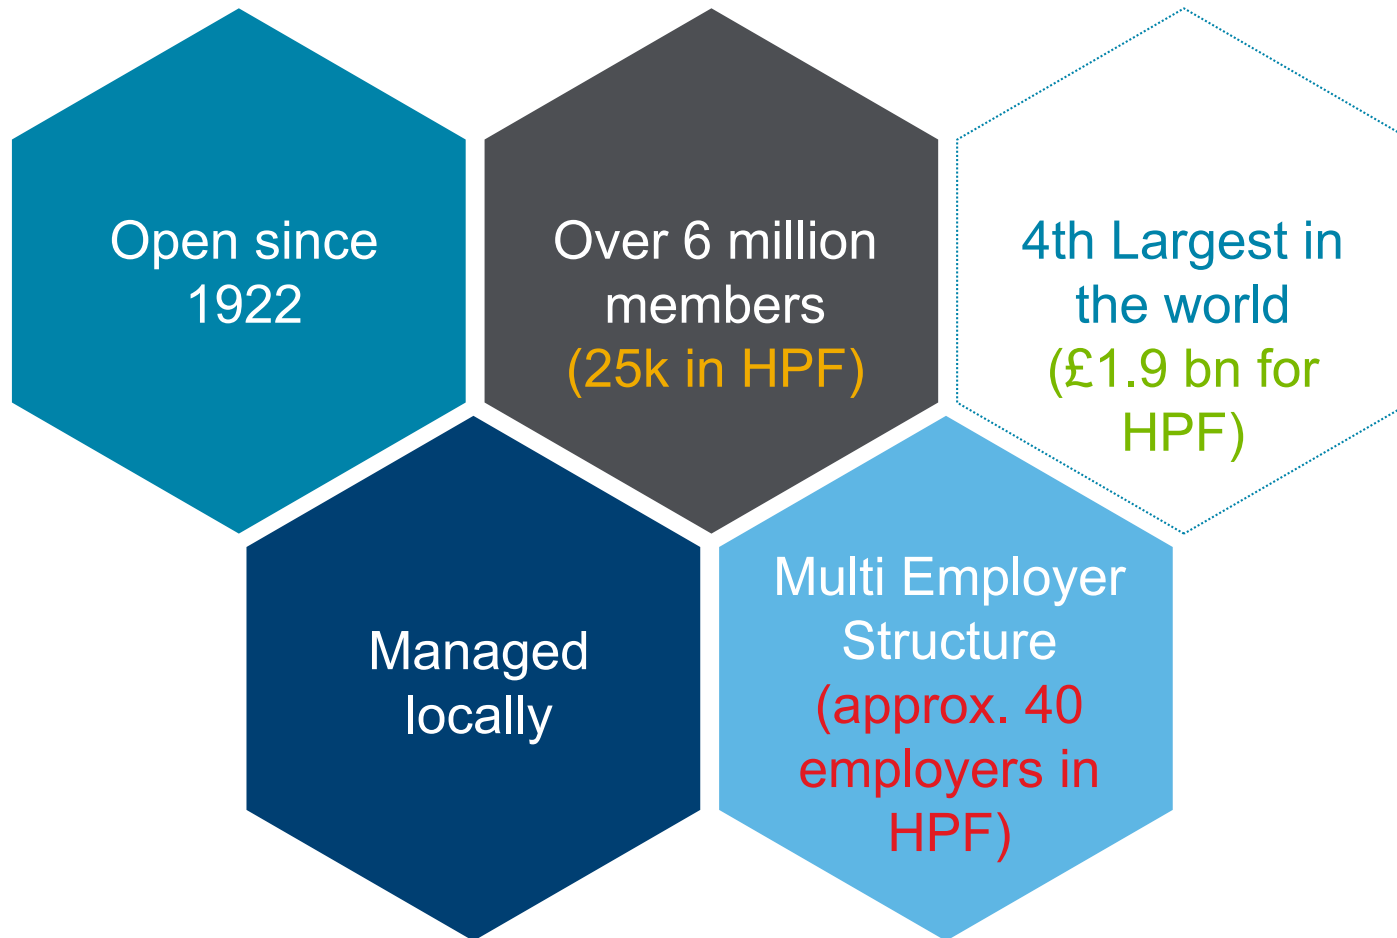 Open since
1922
Over 6 million
members
(25k in HPF)
4th Largest in
the world
(£1.9 bn for
HPF)
Managed
locally
Multi Employer
Structure
(approx. 40
employers in
HPF)